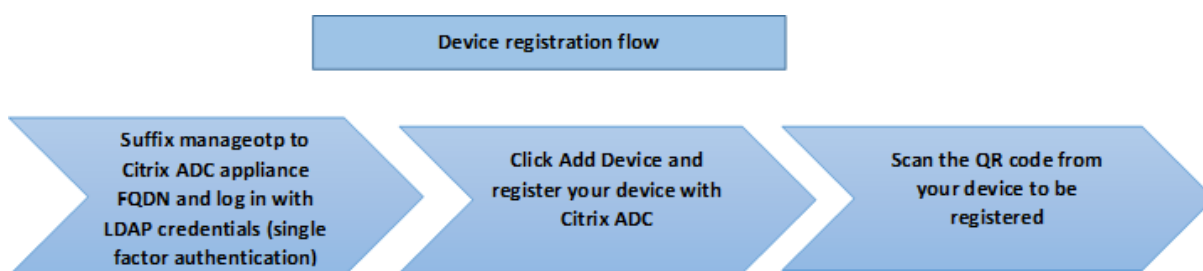 Device registration flow
Suffix manageotp to
Citrix ADC appliance
FQDN and log in with
LDAP credentials (single
factor authentication)
Click Add Device and
register your device with
Citrix ADC
Scan the QR code from
your device to be
registered